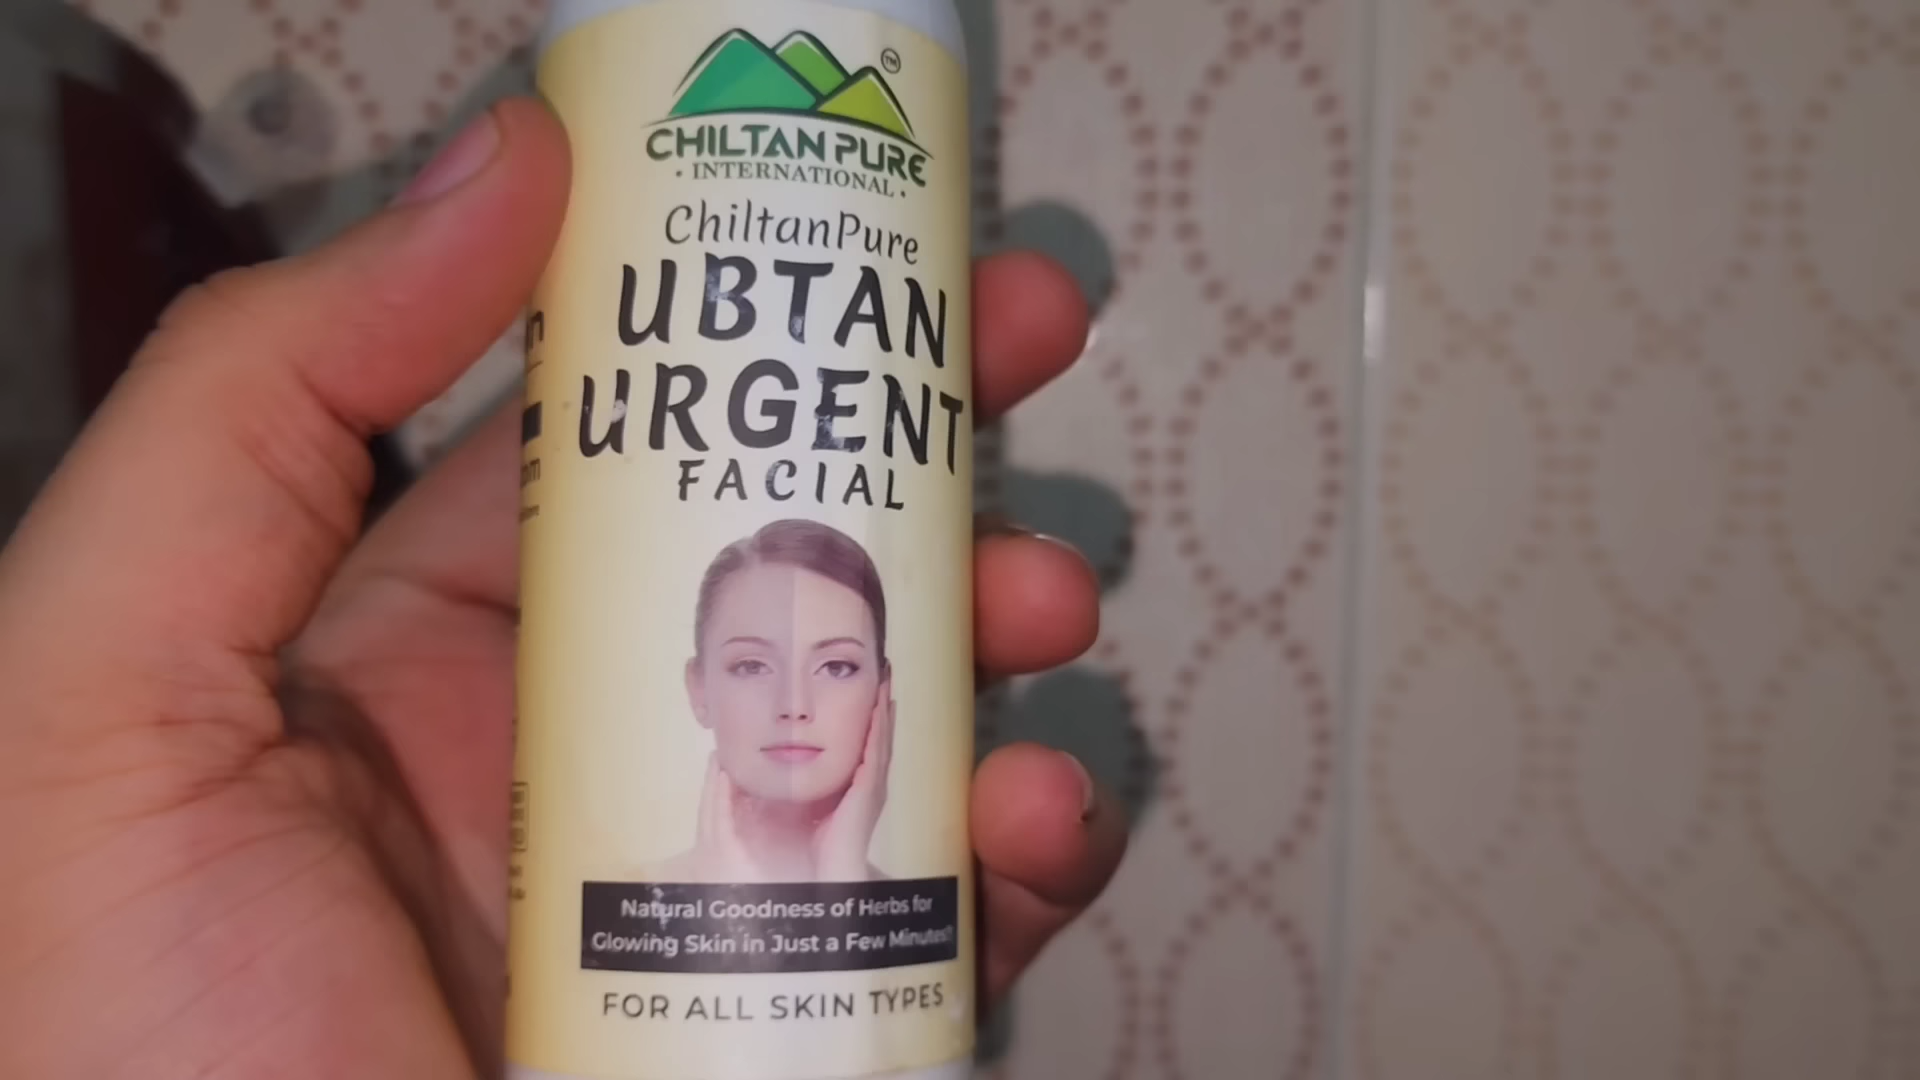 TM
CHILTAN PURE
• INTERNATIONAL •
ChiltanPure
UBTAN
URGENT
FACIAL
Natural Goodness of Herbs for
Glowing Skin in Just a Few Minutes!
FOR ALL SKIN TYPES